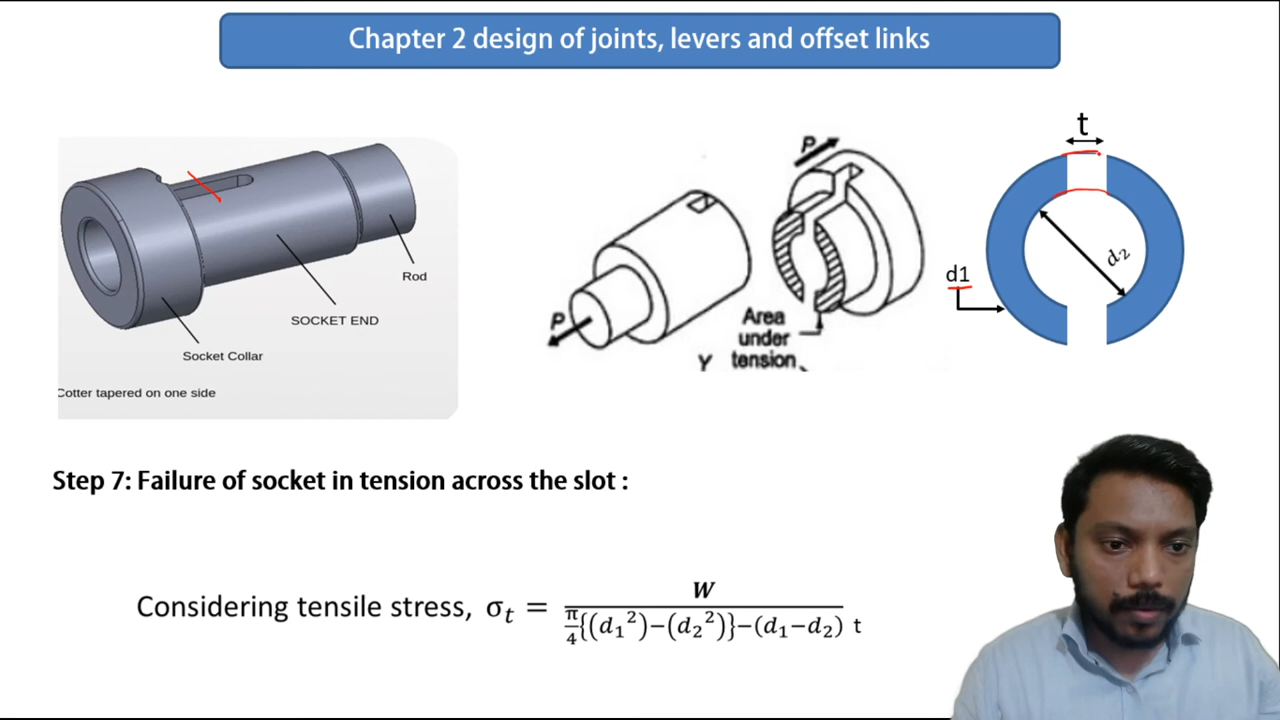 Chapter 2 design of joints, levers and offset links
Rod
SOCKET END
Socket Collar
Cotter tapered on one side
P
P
Area
under
Y tension
t
d1
d₂
Step 7: Failure of socket in tension across the slot :
Considering tensile stress, σₜ = W / π/4{(d₁²)−(d₂²)}−(d₁−d₂) t